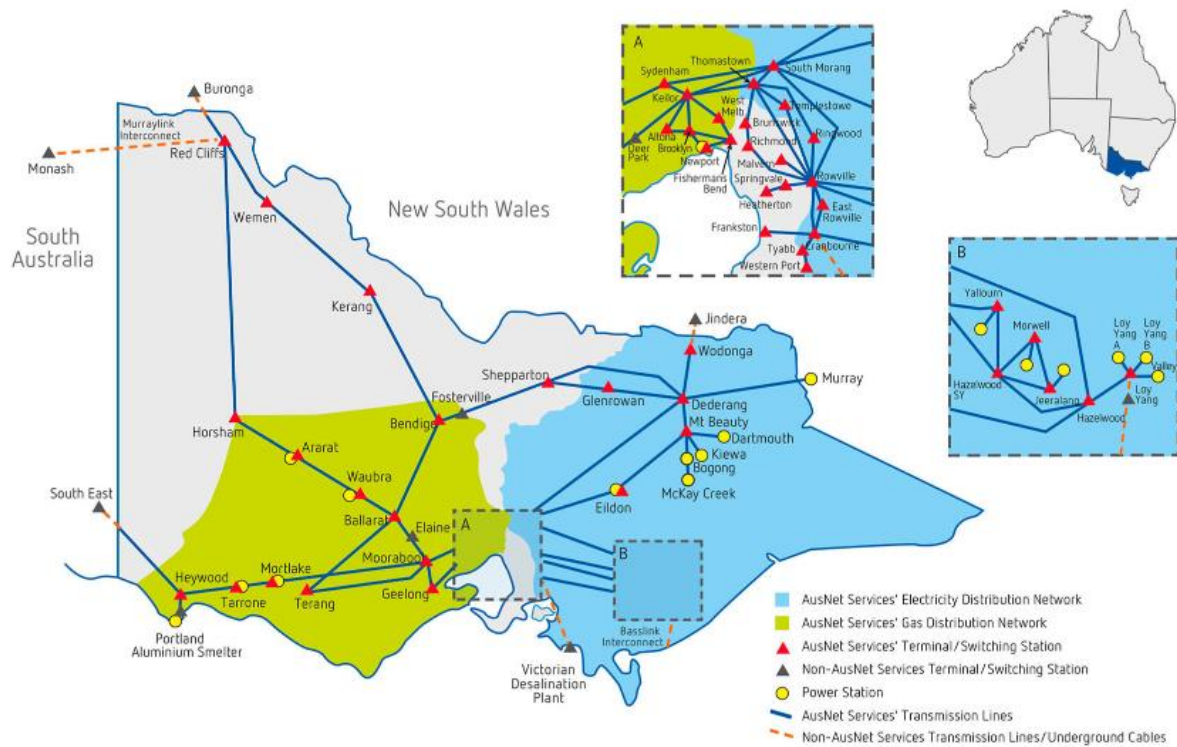 Buronga
Murraylink
Interconnect
Red Cliffs
Monash
Wemen
New South Wales
South
Australia
Kerang
Jindera
Wodonga
Shepparton
Fosterville
Glenrowan
Murray
Dederang
Mt Beauty
Dartmouth
Kiewa
Bogong
McKay Creek
Eildon
Horsham
Bendigo
Ararat
Waubra
Ballarat
Elaine
Moorabool
South East
Heywood
Mortlake
Tarrone
Terang
Geelong
Portland
Aluminium Smelter
Victorian
Desalination
Plant
Basslink
Interconnect
A
B
A
Thomastown
South Morang
Sydenham
Keilor
West
Melb
Templestowe
Brunswick
Altona
Brooklyn
Richmond
Ringwood
Deer
Park
Newport
Malvern
Fishermans
Bend
Springvale
Rowville
Heatherton
East
Rowville
Frankston
Cranbourne
Tyabb
Western Port
B
Yallourn
Morwell
Loy
Yang
A
Loy
Yang
B
Valley
Hazelwood
SY
Jeeralang
Hazelwood
Loy
Yang
AusNet Services' Electricity Distribution Network
AusNet Services' Gas Distribution Network
AusNet Services' Terminal/Switching Station
Non-AusNet Services Terminal/Switching Station
Power Station
AusNet Services' Transmission Lines
Non-AusNet Services Transmission Lines/Underground Cables